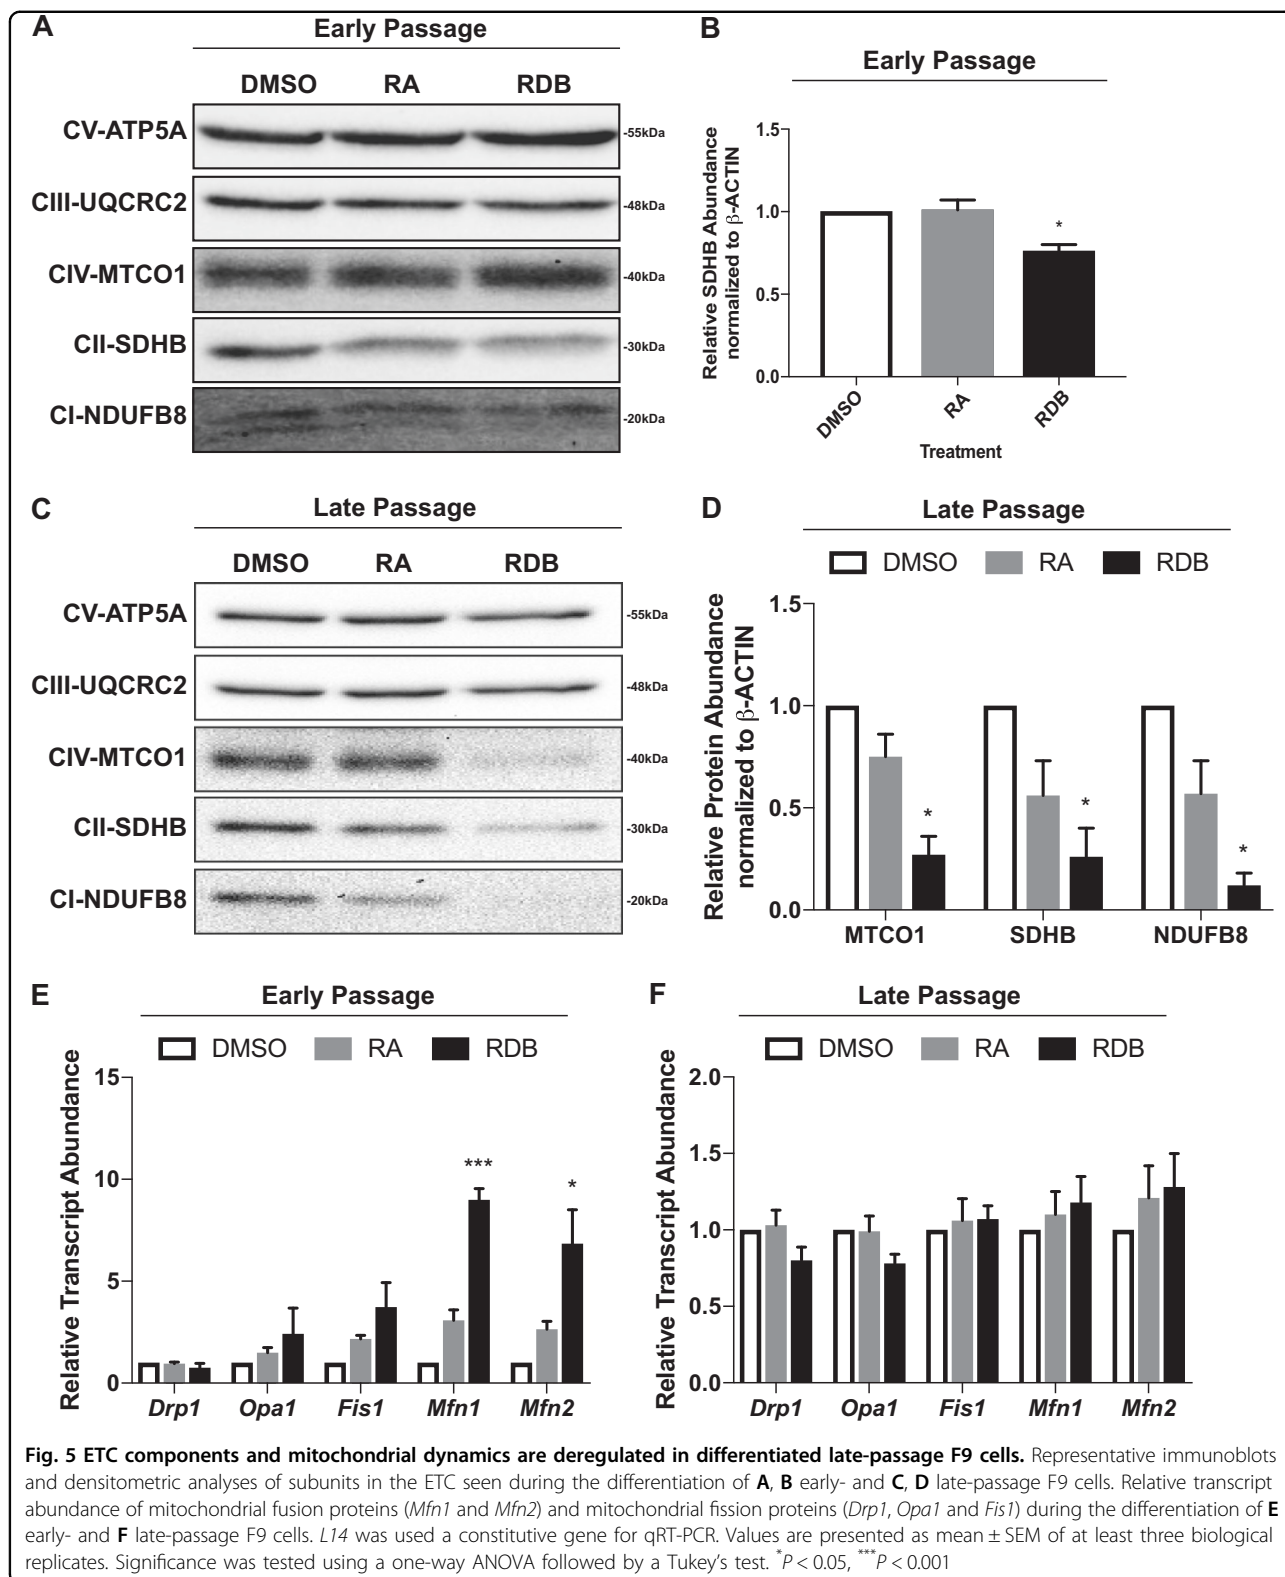 A
Early Passage
DMSO RA RDB
CV-ATP5A -55kDa
CIII-UQCRC2 -48kDa
CIV-MTCO1 -40kDa
CII-SDHB -30kDa
CI-NDUFB8 -20kDa
B
Early Passage
Relative SDHB Abundance
normalized to β-ACTIN
1.5
1.0
0.5
0.0
*
DMSO RA RDB
Treatment
C
Late Passage
DMSO RA RDB
CV-ATP5A -55kDa
CIII-UQCRC2 -48kDa
CIV-MTCO1 -40kDa
CII-SDHB -30kDa
CI-NDUFB8 -20kDa
D
Late Passage
DMSO RA RDB
Relative Protein Abundance
normalized to β-ACTIN
1.5
1.0
0.5
0.0
* * *
MTCO1 SDHB NDUFB8
E
Early Passage
DMSO RA RDB
Relative Transcript Abundance
15
10
5
0
*** *
Drp1 Opa1 Fis1 Mfn1 Mfn2
F
Late Passage
DMSO RA RDB
Relative Transcript Abundance
2.0
1.5
1.0
0.5
0.0
Drp1 Opa1 Fis1 Mfn1 Mfn2
Fig. 5 ETC components and mitochondrial dynamics are deregulated in differentiated late-passage F9 cells. Representative immunoblots
and densitometric analyses of subunits in the ETC seen during the differentiation of A, B early- and C, D late-passage F9 cells. Relative transcript
abundance of mitochondrial fusion proteins (Mfn1 and Mfn2) and mitochondrial fission proteins (Drp1, Opa1 and Fis1) during the differentiation of E
early- and F late-passage F9 cells. L14 was used a constitutive gene for qRT-PCR. Values are presented as mean ± SEM of at least three biological
replicates. Significance was tested using a one-way ANOVA followed by a Tukey's test. *P < 0.05, ***P < 0.001